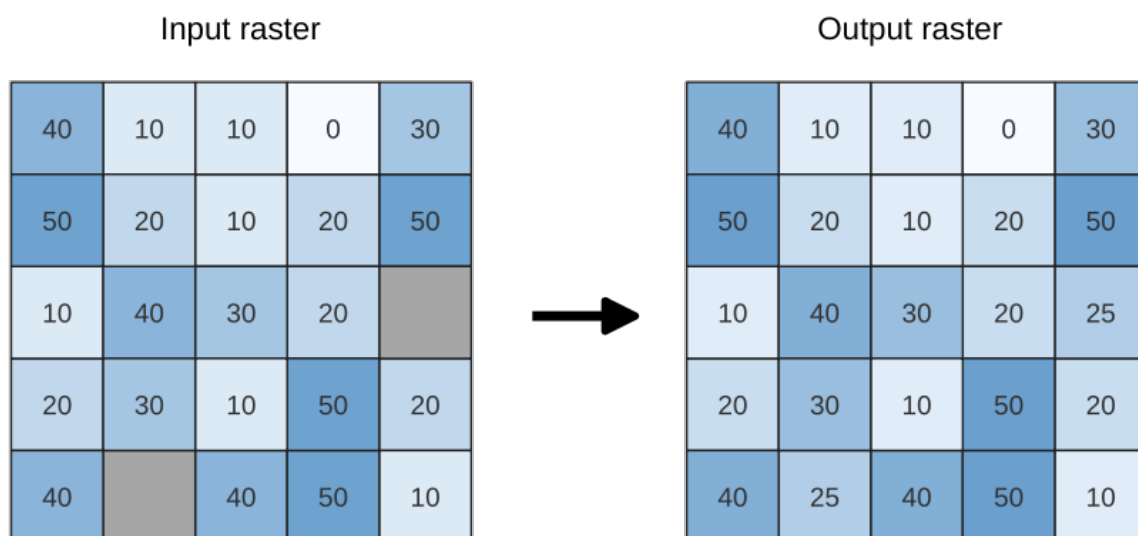 Input raster Output raster
40 10 10 0 30 40 10 10 0 30
50 20 10 20 50 50 20 10 20 50
10 40 30 20 10 40 30 20 25
20 30 10 50 20 20 30 10 50 20
40 40 50 10 40 25 40 50 10